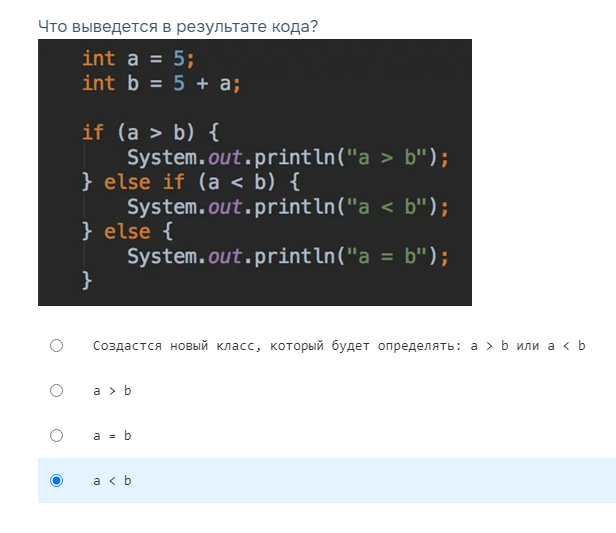 Что выведется в результате кода?
int a = 5;
int b = 5 + a;
if (a > b) {
System.out.println("a > b");
} else if (a < b) {
System.out.println("a < b");
} else {
System.out.println("a = b");
}
Создастся новый класс, который будет определять: a > b или a < b
a > b
a = b
a < b